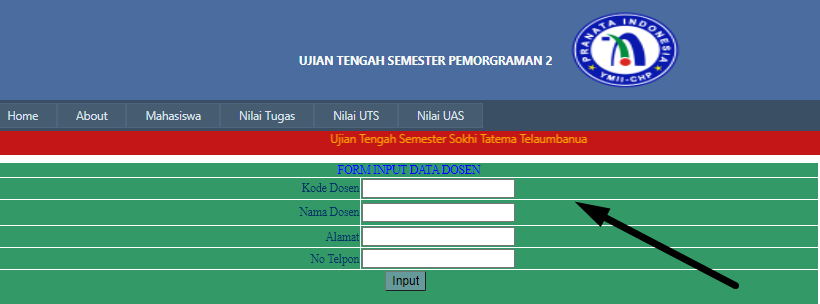 UJIAN TENGAH SEMESTER PEMORGRAMAN 2
PRANATA INDONESIA
YMII-CHP
Home About Mahasiswa Nilai Tugas Nilai UTS Nilai UAS
Ujian Tengah Semester Sokhi Tatema Telaumbanua
FORM INPUT DATA DOSEN
Kode Dosen
Nama Dosen
Alamat
No Telpon
Input